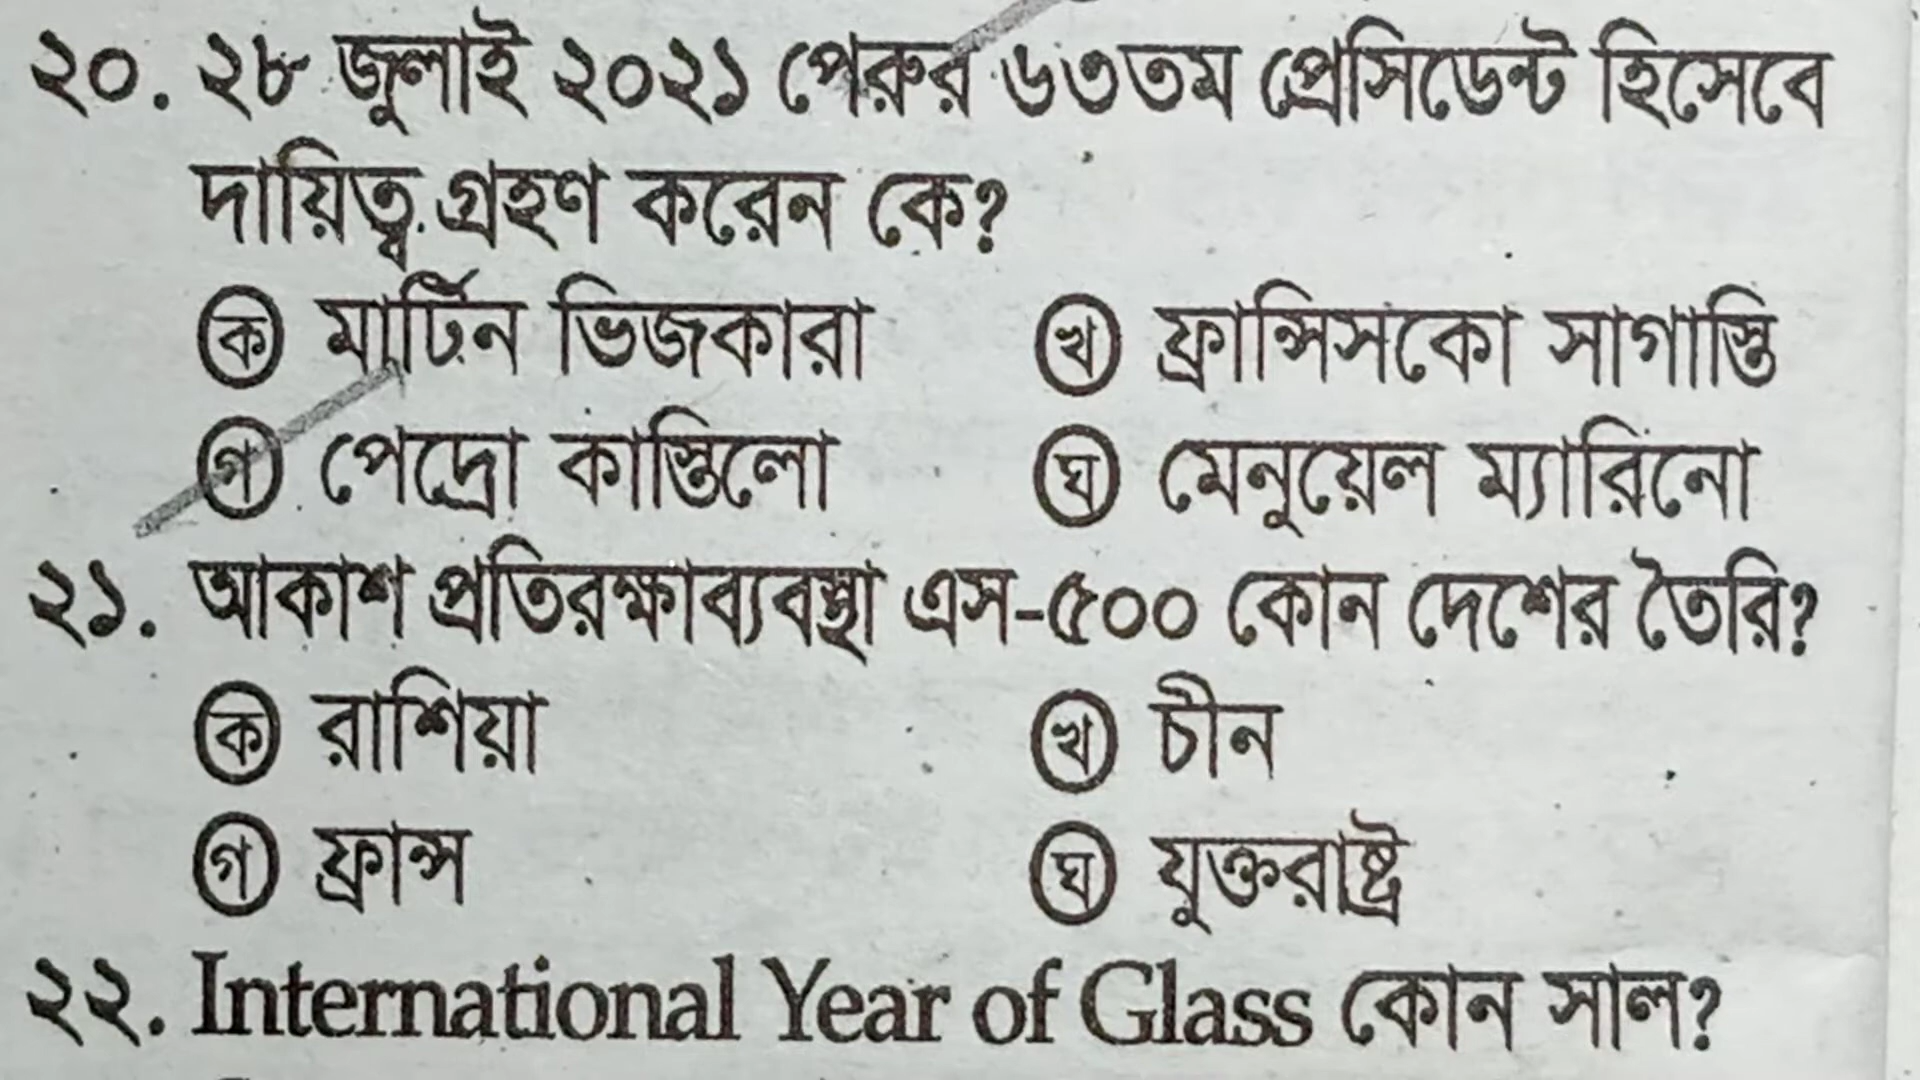 ২০. ২৮ জুলাই ২০২১ পেরুর ৬৩তম প্রেসিডেন্ট হিসেবে
দায়িত্ব গ্রহণ করেন কে?
ক মার্টিন ভিজকারা খ ফ্রান্সিসকো সাগাস্তি
গ পেদ্রো কাস্তিলো ঘ মেনুয়েল ম্যারিনো
২১. আকাশ প্রতিরক্ষাব্যবস্থা এস-৫০০ কোন দেশের তৈরি?
ক রাশিয়া খ চীন
গ ফ্রান্স ঘ যুক্তরাষ্ট্র
২২. International Year of Glass কোন সাল?